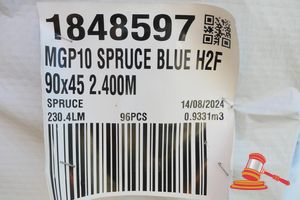 1848597
MGP10 SPRUCE BLUE H2F
90x45 2.400M
SPRUCE 14/08/2024
230.4LM 96PCS 0.9331m3